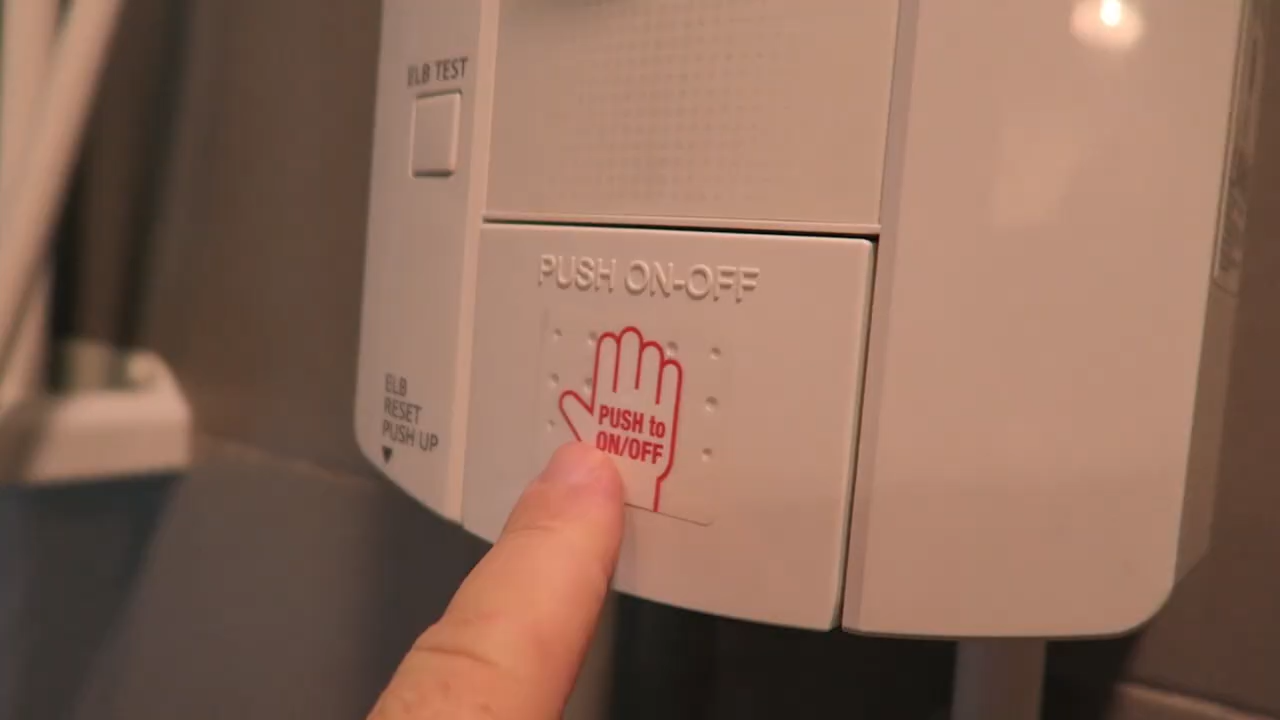 ELB TEST
PUSH ON-OFF
PUSH to
ON/OFF
ELB
RESET
PUSH UP